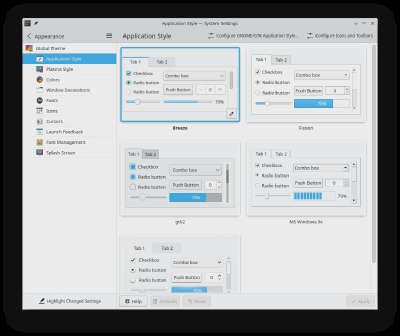 Application Style — System Settings
Appearance
Application Style
Configure GNOME/GTK Application Style...
Configure Icons and Toolbars
Global Theme
Application Style
Plasma Style
Colors
Window Decorations
Fonts
Icons
Cursors
Launch Feedback
Font Management
Splash Screen
Tab 1
Tab 2
Checkbox
Combo box
Radio button
Radio button
Push Button
0
Breeze
Tab 1
Tab 2
Checkbox
Combo box
Radio button
Radio button
Push Button
0
70%
Fusion
Tab 1
Tab 2
Checkbox
Combo box
Radio button
Radio button
Push Button
0
70%
gtk2
Tab 1
Tab 2
Checkbox
Combo box
Radio button
Radio button
Push Button
0
70%
MS Windows 9x
Tab 1
Tab 2
Checkbox
Combo box
Radio button
Radio button
Push Button
0
Highlight Changed Settings
Help
Defaults
Reset
Apply